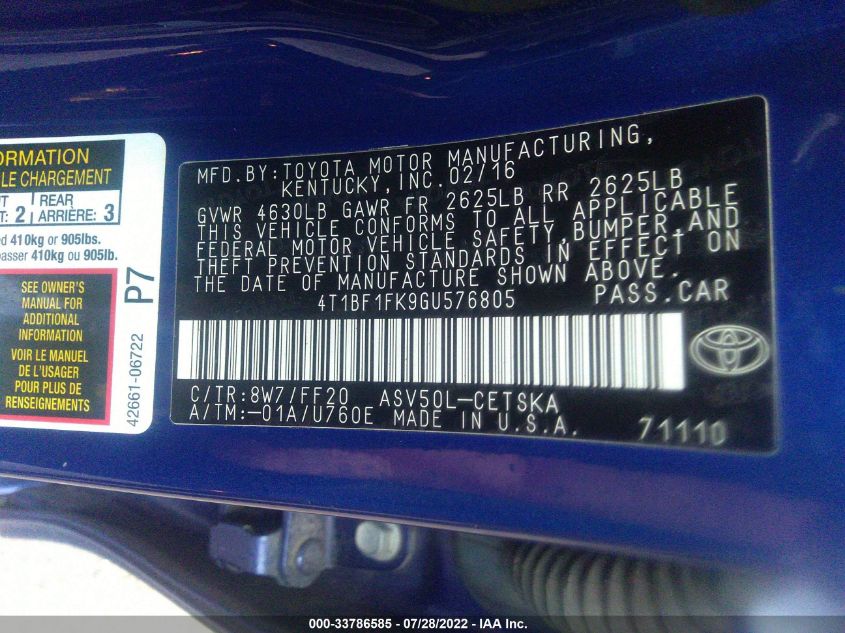 ORMATION
LE CHARGEMENT
REAR
: 2 ARRIÈRE: 3
d 410kg or 905lbs.
passer 410kg ou 905lb.
SEE OWNER'S
MANUAL FOR
ADDITIONAL
INFORMATION
VOIR LE MANUEL
DE L'USAGER
POUR PLUS DE
RENSEIGNEMENTS
P7
42661-06722
MFD.BY:TOYOTA MOTOR MANUFACTURING,
KENTUCKY,INC.02/16
GVWR 4630LB GAWR FR 2625LB RR 2625LB
THIS VEHICLE CONFORMS TO ALL APPLICABLE
FEDERAL MOTOR VEHICLE SAFETY,BUMPER,AND
THEFT PREVENTION STANDARDS IN EFFECT ON
THE DATE OF MANUFACTURE SHOWN ABOVE.
4T1BF1FK9GU576805 PASS.CAR
C/TR:8W7/FF20 ASV50L-CETSKA
A/TM:-01A/U760E MADE IN U.S.A. 71110
000-33786585 - 07/28/2022 - IAA Inc.